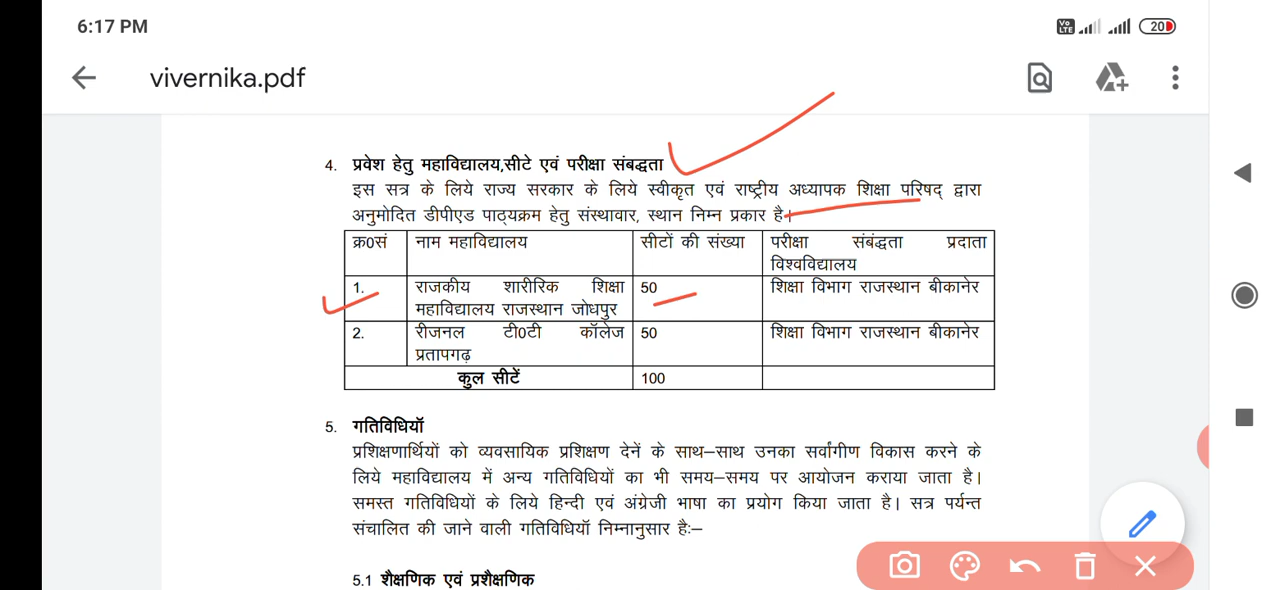 6:17 PM
Vo LTE
20
vivernika.pdf
4. प्रवेश हेतु महाविद्यालय,सीटे एवं परीक्षा संबद्धता
इस सत्र के लिये राज्य सरकार के लिये स्वीकृत एवं राष्ट्रीय अध्यापक शिक्षा परिषद् द्वारा
अनुमोदित डीपीएड पाठ्यक्रम हेतु संस्थावार, स्थान निम्न प्रकार है।
क्र0सं नाम महाविद्यालय सीटों की संख्या परीक्षा संबंद्धता प्रदाता
विश्वविद्यालय
1. राजकीय शारीरिक शिक्षा 50 शिक्षा विभाग राजस्थान बीकानेर
महाविद्यालय राजस्थान जोधपुर
2. रीजनल टी0टी कॉलेज 50 शिक्षा विभाग राजस्थान बीकानेर
प्रतापगढ़
कुल सीटें 100
5. गतिविधियॉ
प्रशिक्षणार्थियों को व्यवसायिक प्रशिक्षण देनें के साथ–साथ उनका सर्वांगीण विकास करने के
लिये महाविद्यालय में अन्य गतिविधियों का भी समय–समय पर आयोजन कराया जाता है।
समस्त गतिविधियों के लिये हिन्दी एवं अंग्रेजी भाषा का प्रयोग किया जाता है। सत्र पर्यन्त
संचालित की जाने वाली गतिविधियॉ निम्नानुसार है:–
5.1 शैक्षणिक एवं प्रशैक्षणिक